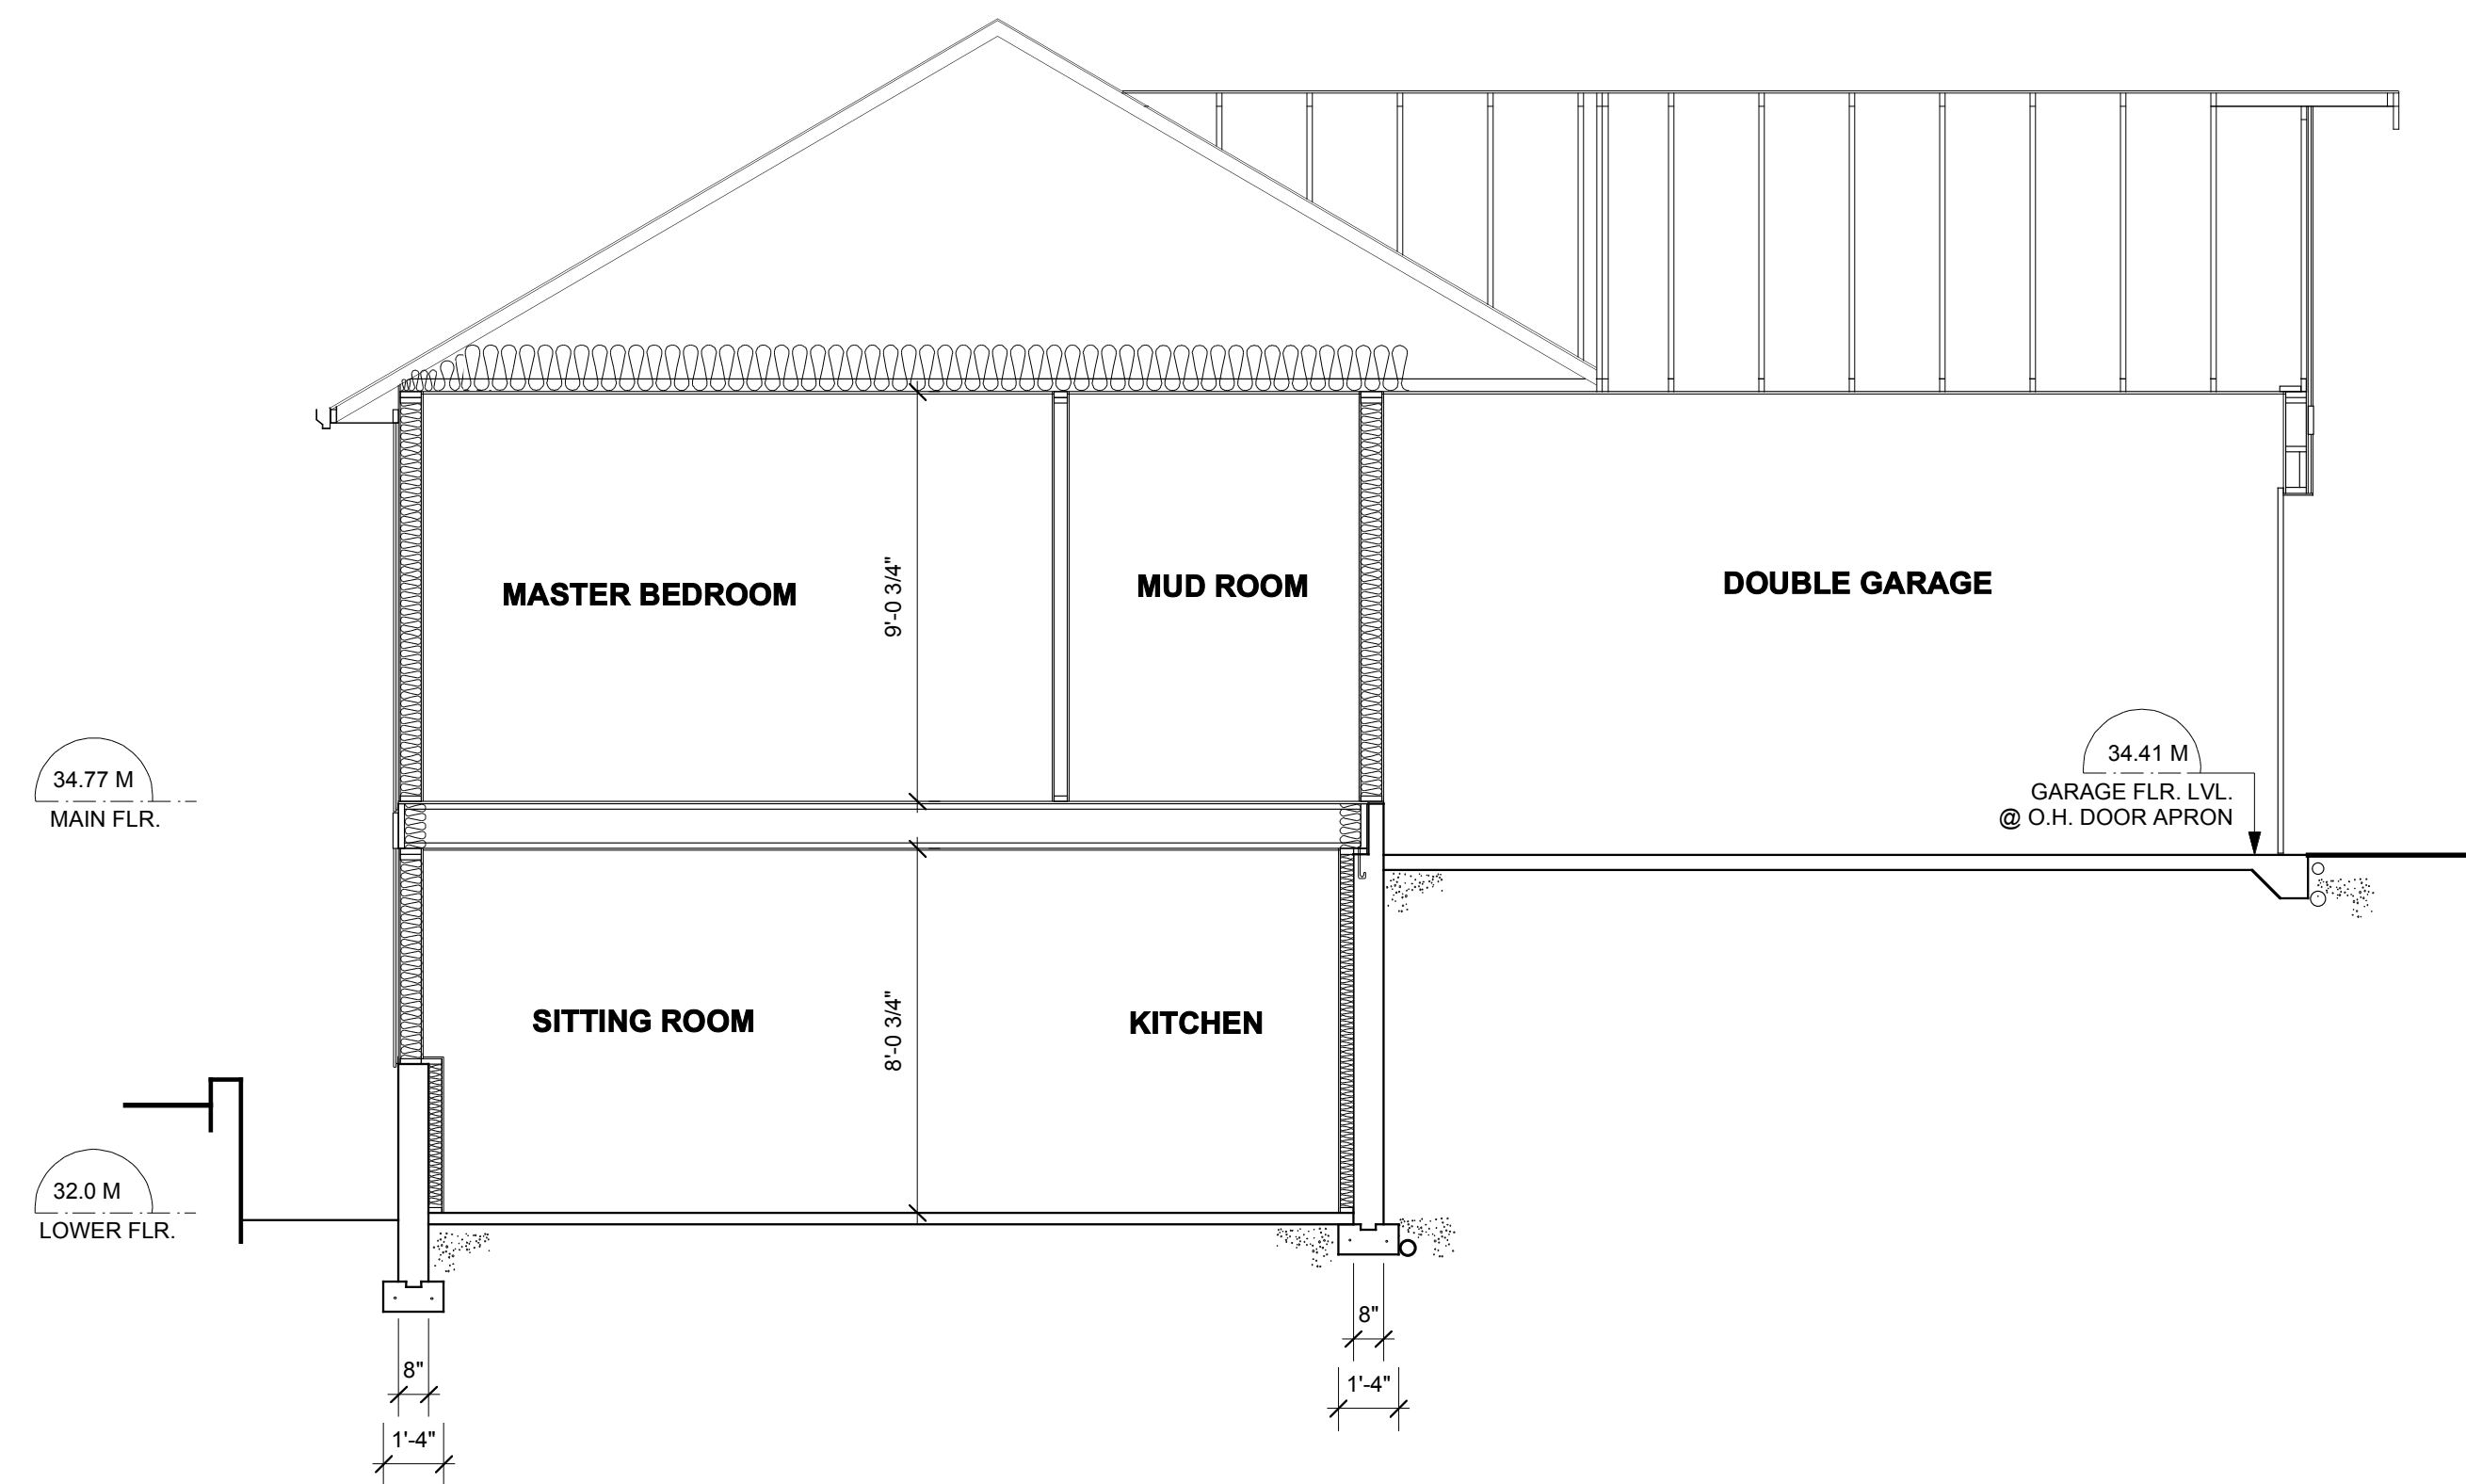 MASTER BEDROOM
9'-0 3/4"
MUD ROOM
DOUBLE GARAGE
34.77 M
MAIN FLR.
34.41 M
GARAGE FLR. LVL.
@ O.H. DOOR APRON
SITTING ROOM
8'-0 3/4"
KITCHEN
32.0 M
LOWER FLR.
8"
1'-4"
8"
1'-4"